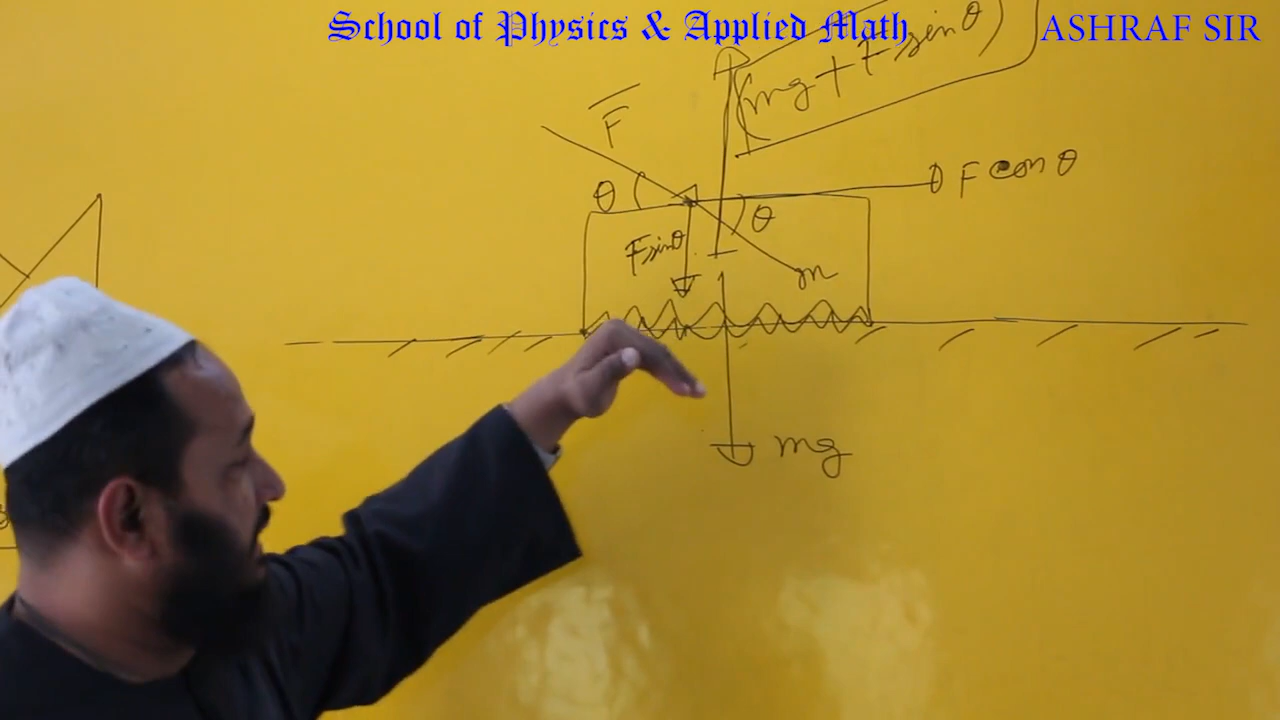 School of Physics & Applied Math
ASHRAF SIR
(mg + F sin θ)
F
θ
F cos θ
θ
F sin θ
m
mg